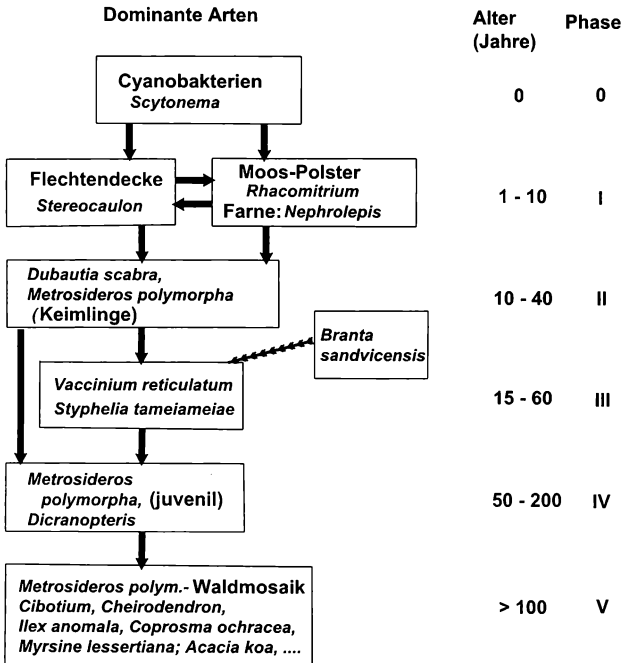 Dominante Arten
Alter
(Jahre)
Phase
Cyanobakterien
Scytonema
0
0
Flechtendecke
Stereocaulon
Moos-Polster
Rhacomitrium
Farne: Nephrolepis
1 - 10
I
Dubautia scabra,
Metrosideros polymorpha
(Keimlinge)
10 - 40
II
Branta
sandvicensis
Vaccinium reticulatum
Styphelia tameiameiae
15 - 60
III
Metrosideros
polymorpha, (juvenil)
Dicranopteris
50 - 200
IV
Metrosideros polym.- Waldmosaik
Cibotium, Cheirodendron,
Ilex anomala, Coprosma ochracea,
Myrsine lessertiana; Acacia koa, ....
> 100
V